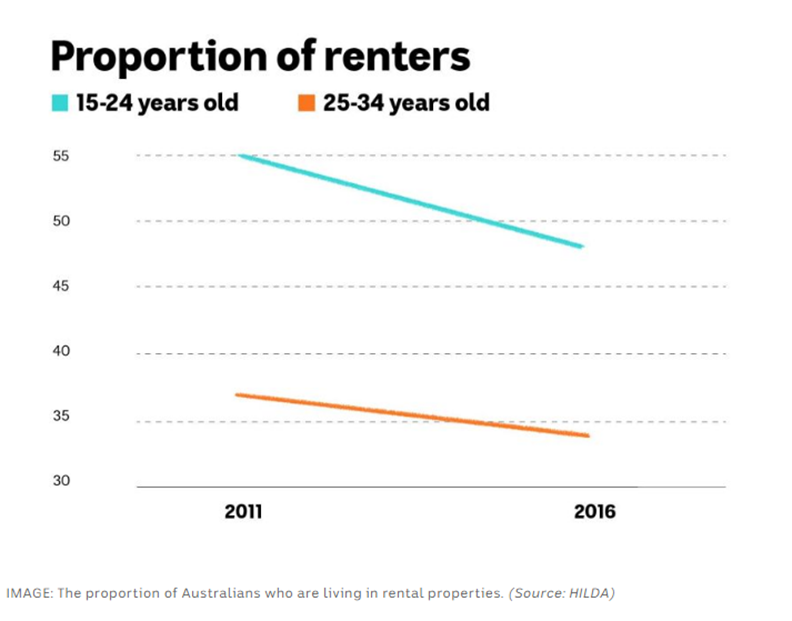 Proportion of renters
15-24 years old 25-34 years old
55
50
45
40
35
30
2011 2016
IMAGE: The proportion of Australians who are living in rental properties. (Source: HILDA)